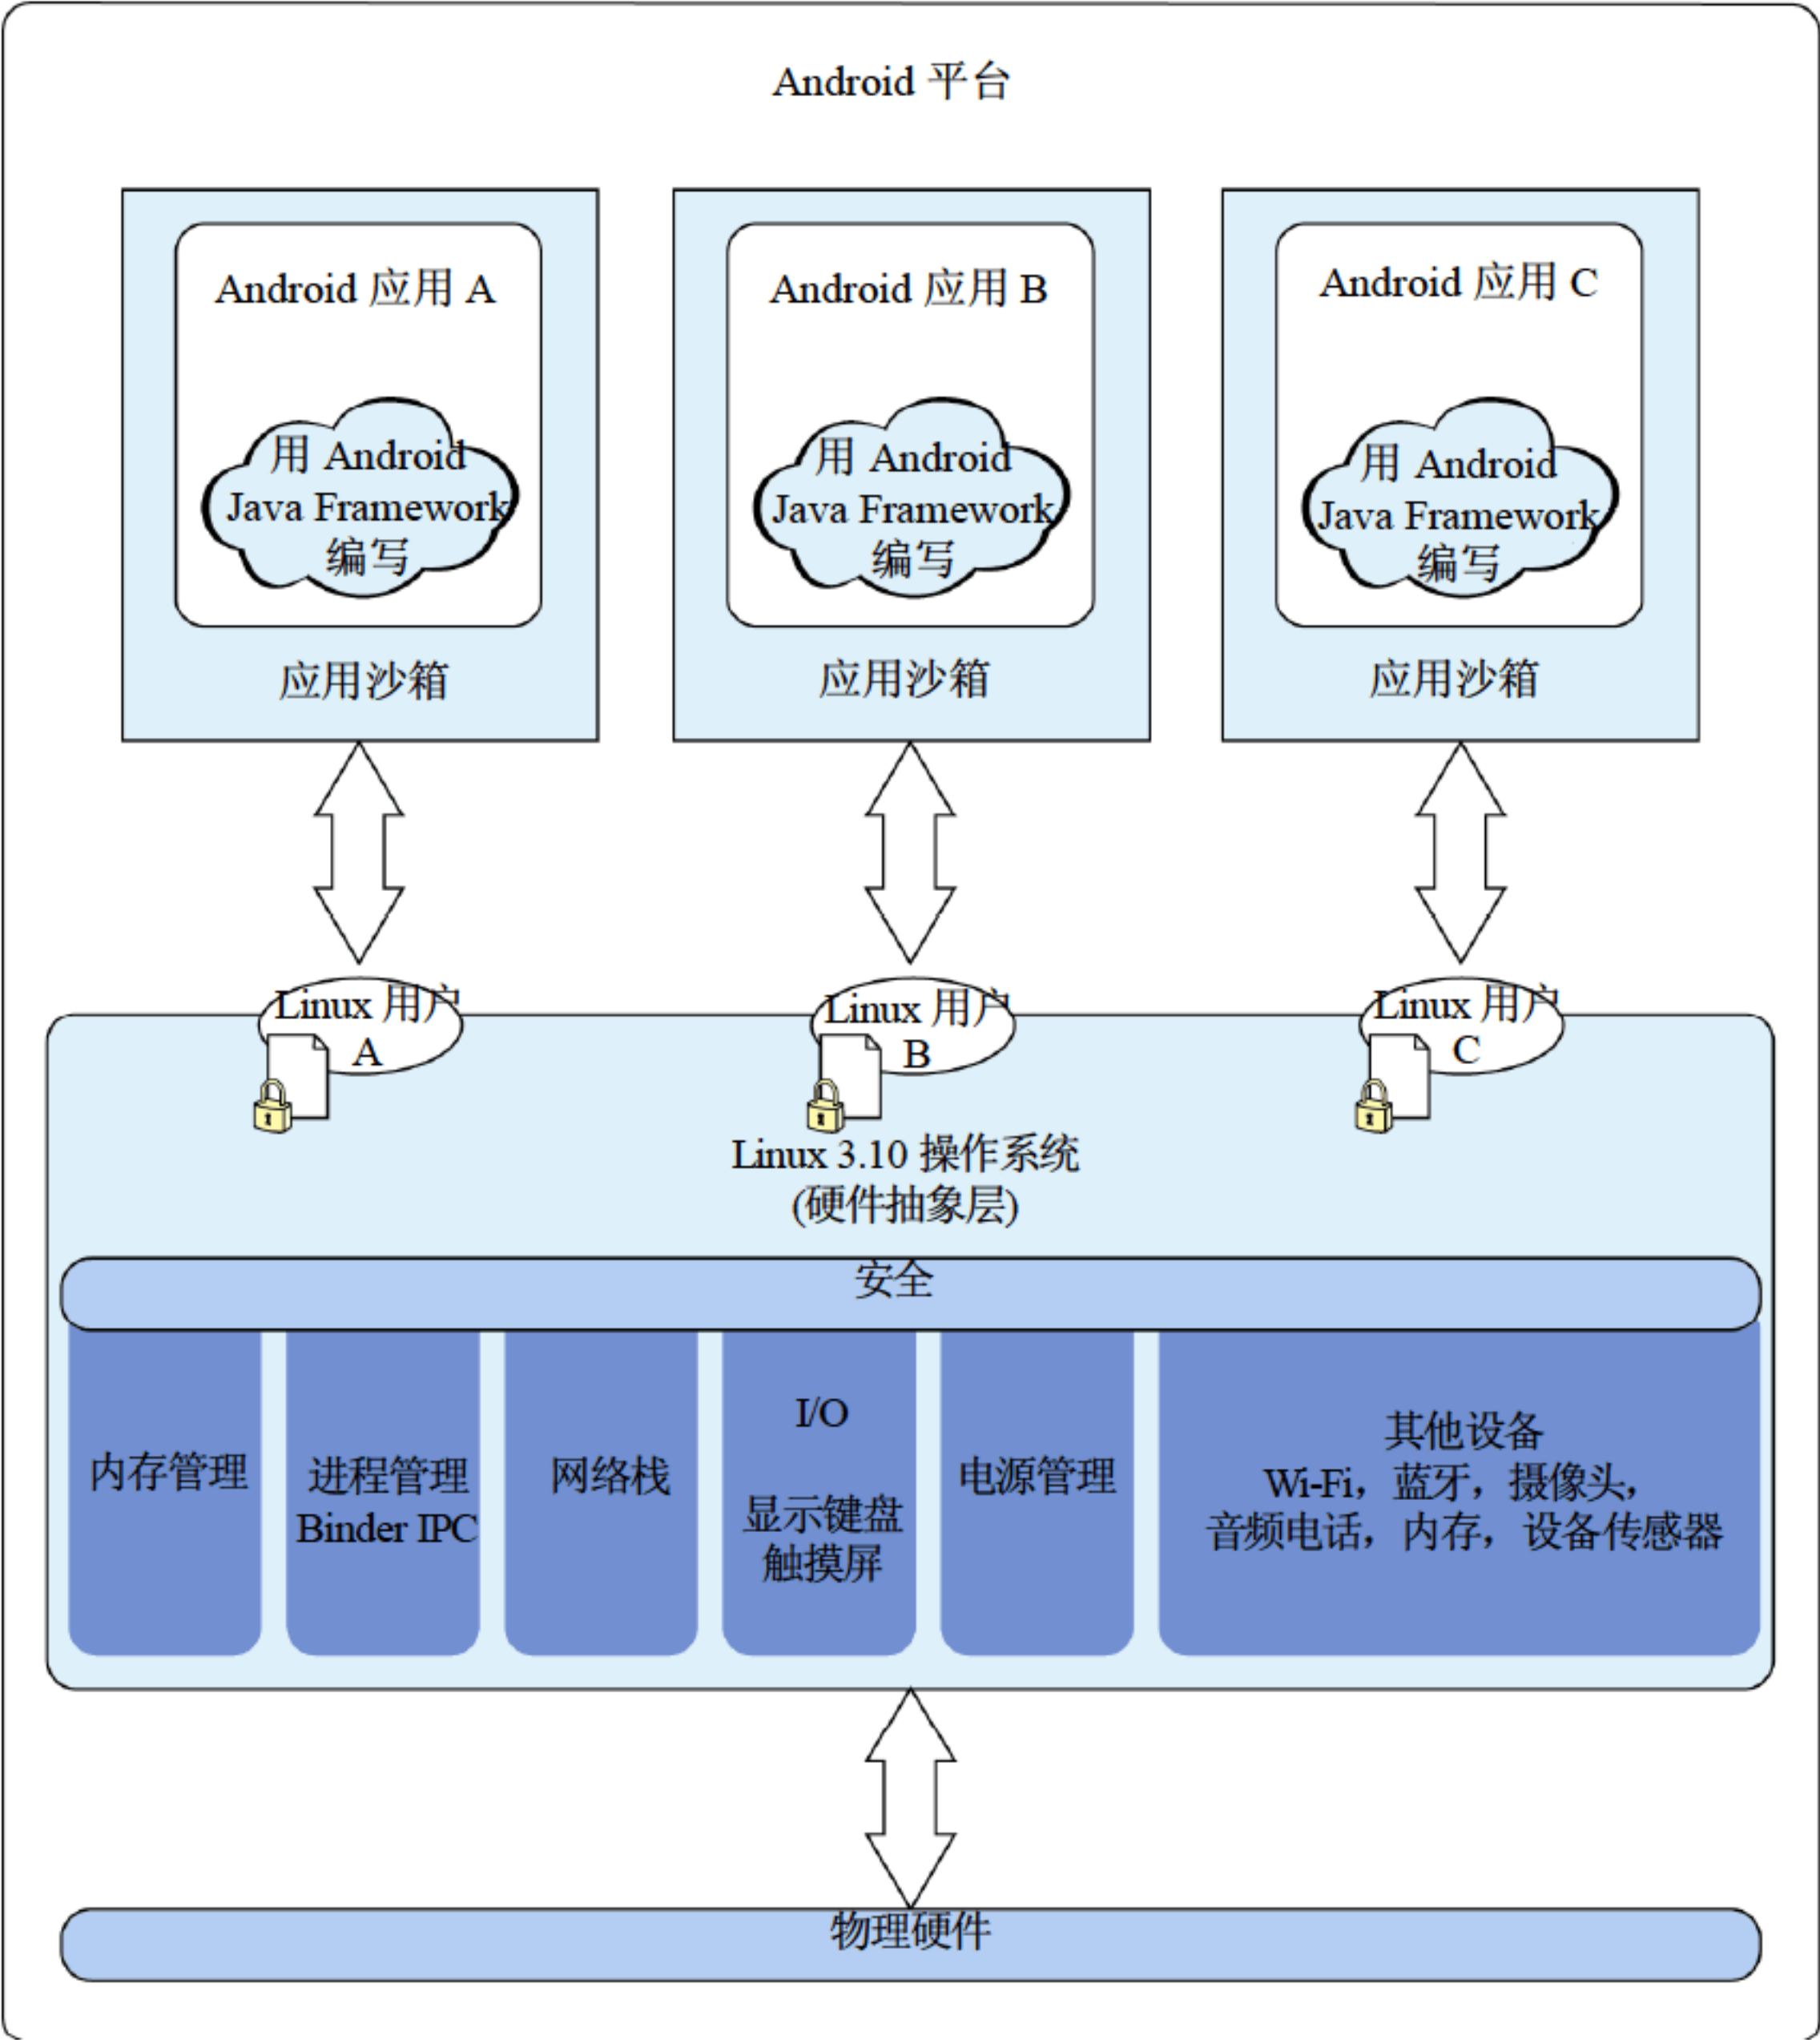 Android 平台
Android 应用 A
用 Android
Java Framework
编写
应用沙箱
Android 应用 B
用 Android
Java Framework
编写
应用沙箱
Android 应用 C
用 Android
Java Framework
编写
应用沙箱
Linux 用户
A
Linux 用户
B
Linux 用户
C
Linux 3.10 操作系统
(硬件抽象层)
安全
内存管理
进程管理
Binder IPC
网络栈
I/O
显示键盘
触摸屏
电源管理
其他设备
Wi-Fi，蓝牙，摄像头，
音频电话，内存，设备传感器
物理硬件